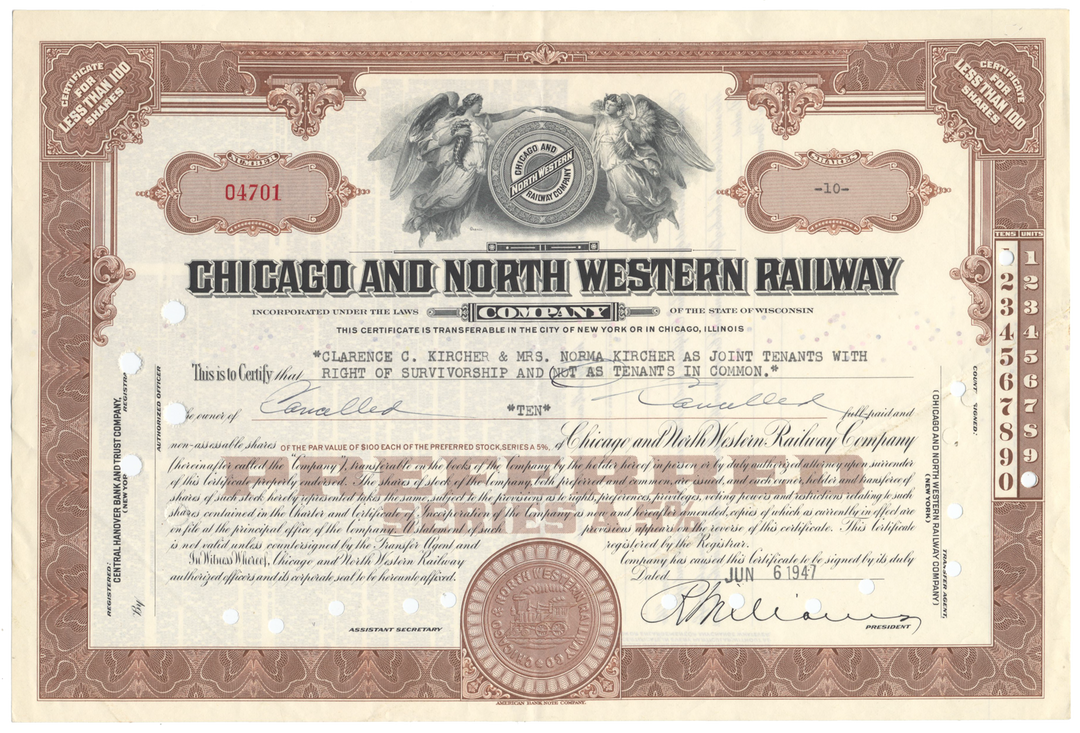 CERTIFICATE FOR LESS THAN 100 SHARES
CERTIFICATE FOR LESS THAN 100 SHARES
NUMBER
04701
CHICAGO AND
NORTH WESTERN
RAILWAY COMPANY
SHARES
-10-
CHICAGO AND NORTH WESTERN RAILWAY
INCORPORATED UNDER THE LAWS COMPANY OF THE STATE OF WISCONSIN
THIS CERTIFICATE IS TRANSFERABLE IN THE CITY OF NEW YORK OR IN CHICAGO, ILLINOIS
This is to Certify that
*CLARENCE C. KIRCHER & MRS. NORMA KIRCHER AS JOINT TENANTS WITH
RIGHT OF SURVIVORSHIP AND NOT AS TENANTS IN COMMON.*
owner of Cancelled *TEN* Cancelled full-paid and
non-assessable shares OF THE PAR VALUE OF $100 EACH OF THE PREFERRED STOCK, SERIES A 5%, of Chicago and North Western Railway Company
(hereinafter called the "Company"), transferable on the books of the Company by the holder hereof in person or by duly authorized attorney upon surrender
of this Certificate properly endorsed. The shares of stock of the Company, both preferred and common, are issued, and each owner, holder and transferee of
shares of such stock hereby represented takes the same, subject to the provisions as to rights, preferences, privileges, voting powers and restrictions relating to such
shares contained in the Charter and Certificate of Incorporation of the Company as now and hereafter amended, copies of which as currently in effect are
on file at the principal office of the Company. A statement of such provisions appears on the reverse of this certificate. This Certificate
is not valid unless countersigned by the Transfer Agent and registered by the Registrar.
In Witness Whereof, Chicago and North Western Railway Company has caused this Certificate to be signed by its duly
authorized officers and its corporate seal to be hereunto affixed.
Dated JUN 6 1947
PREFERRED
SERIES A 5%
ASSISTANT SECRETARY
PRESIDENT
CHICAGO & NORTH WESTERN RAILWAY CO
AMERICAN BANK NOTE COMPANY.
REGISTERED:
CENTRAL HANOVER BANK AND TRUST COMPANY,
(NEW YORK) REGISTRAR
By
AUTHORIZED OFFICER
COUNTERSIGNED:
(CHICAGO AND NORTH WESTERN RAILWAY COMPANY)
(NEW YORK)
TRANSFER AGENT,
TENS UNITS
1
2 2
3 3
4 4
5 5
6 6
7 7
8 8
9 9
0